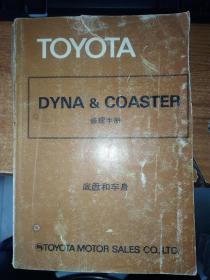 TOYOTA
DYNA & COASTER
修理手册
底盘和车身
TOYOTA MOTOR SALES CO., LTD.